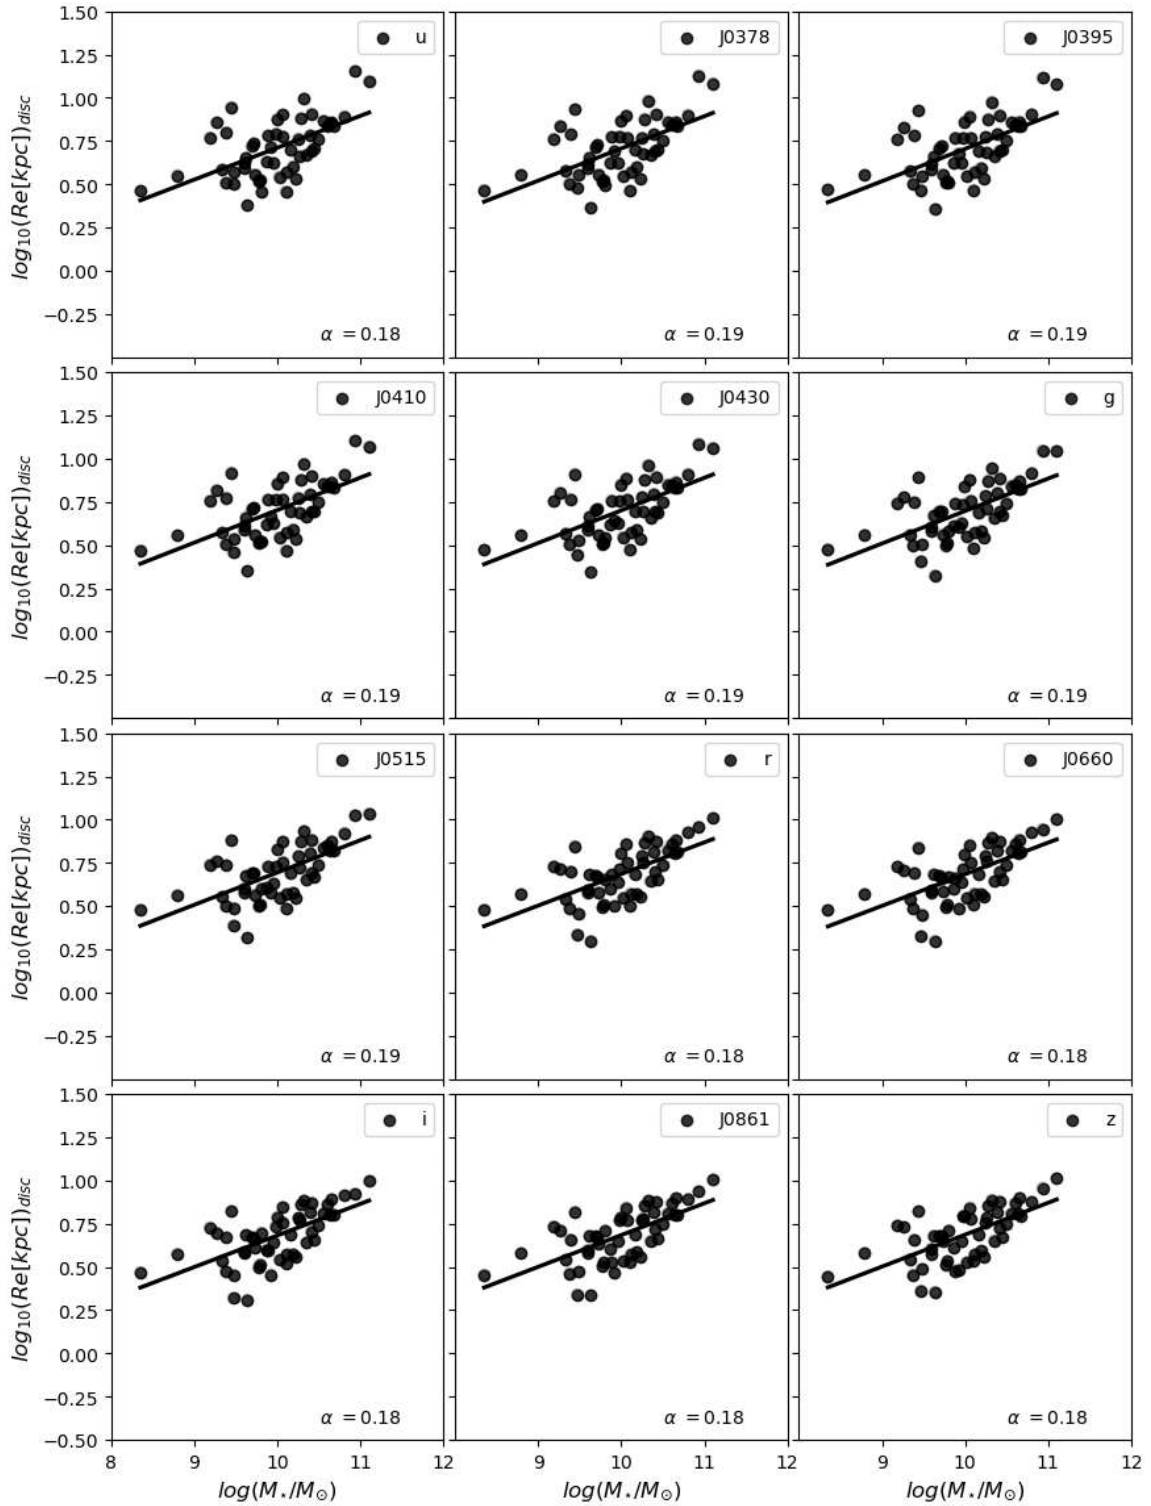 1.50
u
J0378
J0395
1.25
1.00
0.75
0.50
0.25
0.00
−0.25
log₁₀(Re[kpc])disc
α = 0.18
α = 0.19
α = 0.19
1.50
J0410
J0430
g
1.25
1.00
0.75
0.50
0.25
0.00
−0.25
log₁₀(Re[kpc])disc
α = 0.19
α = 0.19
α = 0.19
1.50
J0515
r
J0660
1.25
1.00
0.75
0.50
0.25
0.00
−0.25
log₁₀(Re[kpc])disc
α = 0.19
α = 0.18
α = 0.18
1.50
i
J0861
z
1.25
1.00
0.75
0.50
0.25
0.00
−0.25
−0.50
log₁₀(Re[kpc])disc
α = 0.18
α = 0.18
α = 0.18
8 9 10 11 12 9 10 11 12 9 10 11 12
log(M⋆/M⊙) log(M⋆/M⊙) log(M⋆/M⊙)